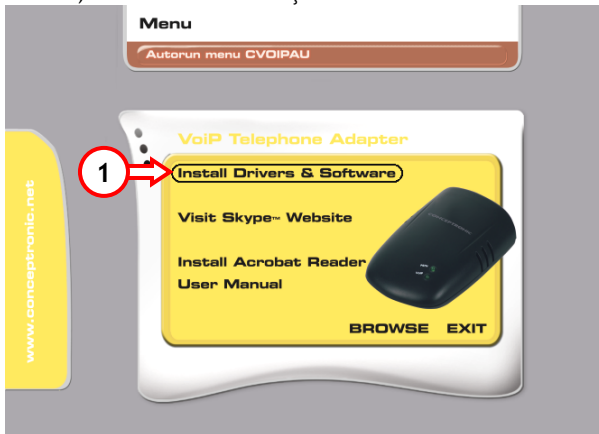 Menu
Autorun menu CVOIPAU
VoiP Telephone Adapter
1
Install Drivers & Software
Visit Skype™ Website
Install Acrobat Reader
User Manual
BROWSE EXIT
www.conceptronic.net
conceptronic